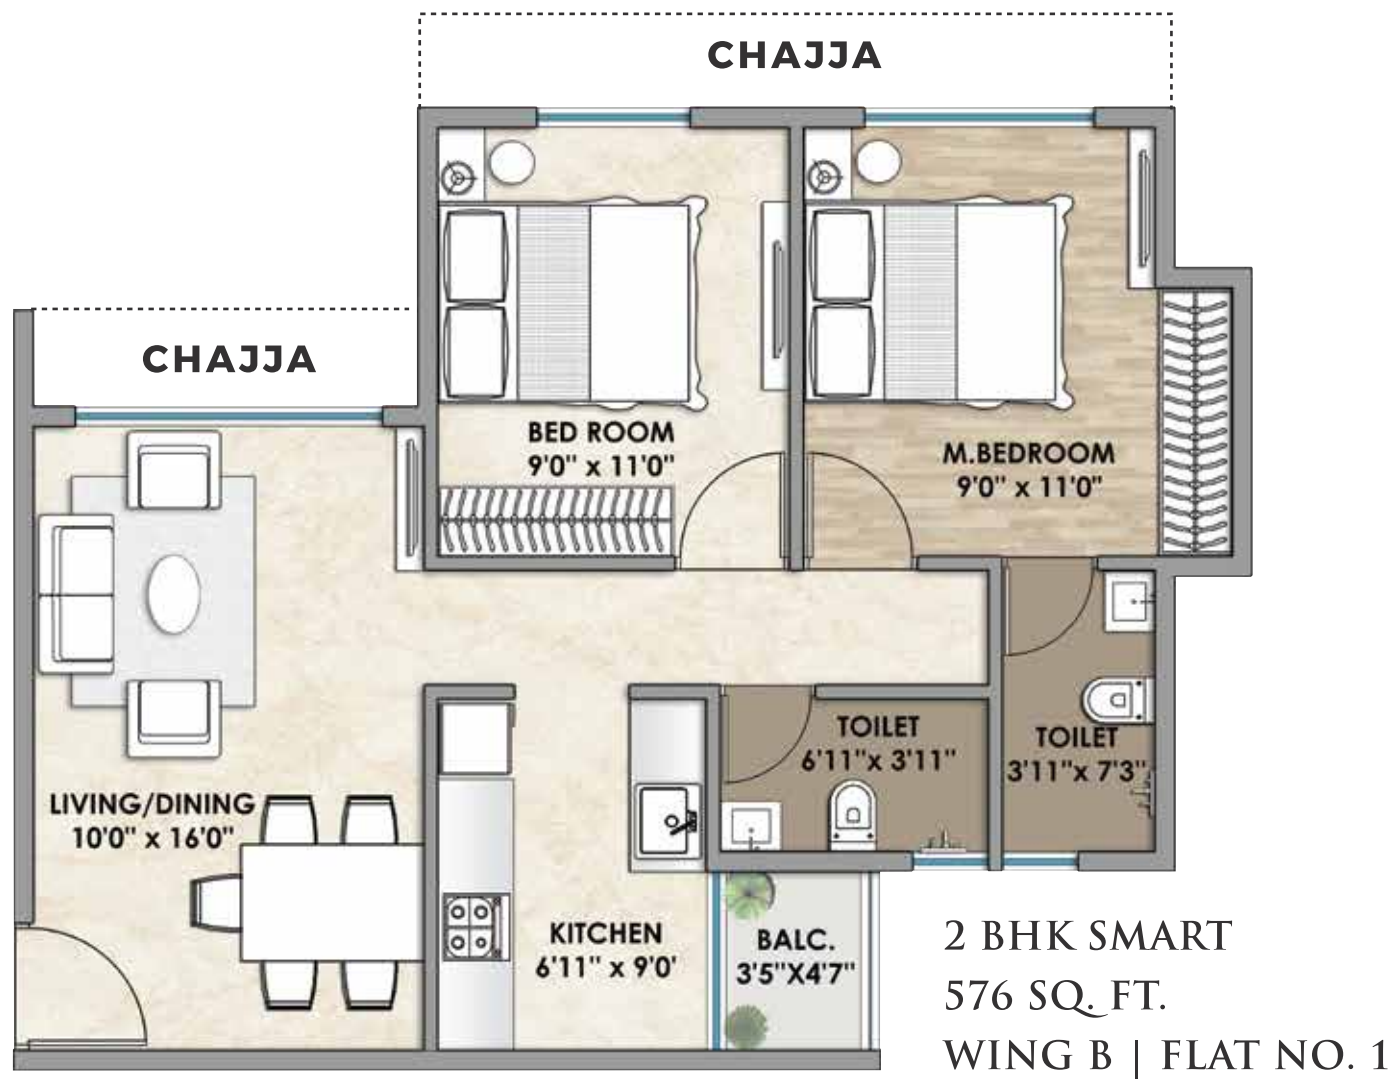 CHAJJA
CHAJJA
BED ROOM
9'0" x 11'0"
M.BEDROOM
9'0" x 11'0"
LIVING/DINING
10'0" x 16'0"
TOILET
6'11"x 3'11"
TOILET
3'11"x 7'3"
KITCHEN
6'11" x 9'0'
BALC.
3'5"X4'7"
2 BHK SMART
576 SQ. FT.
WING B | FLAT NO. 1